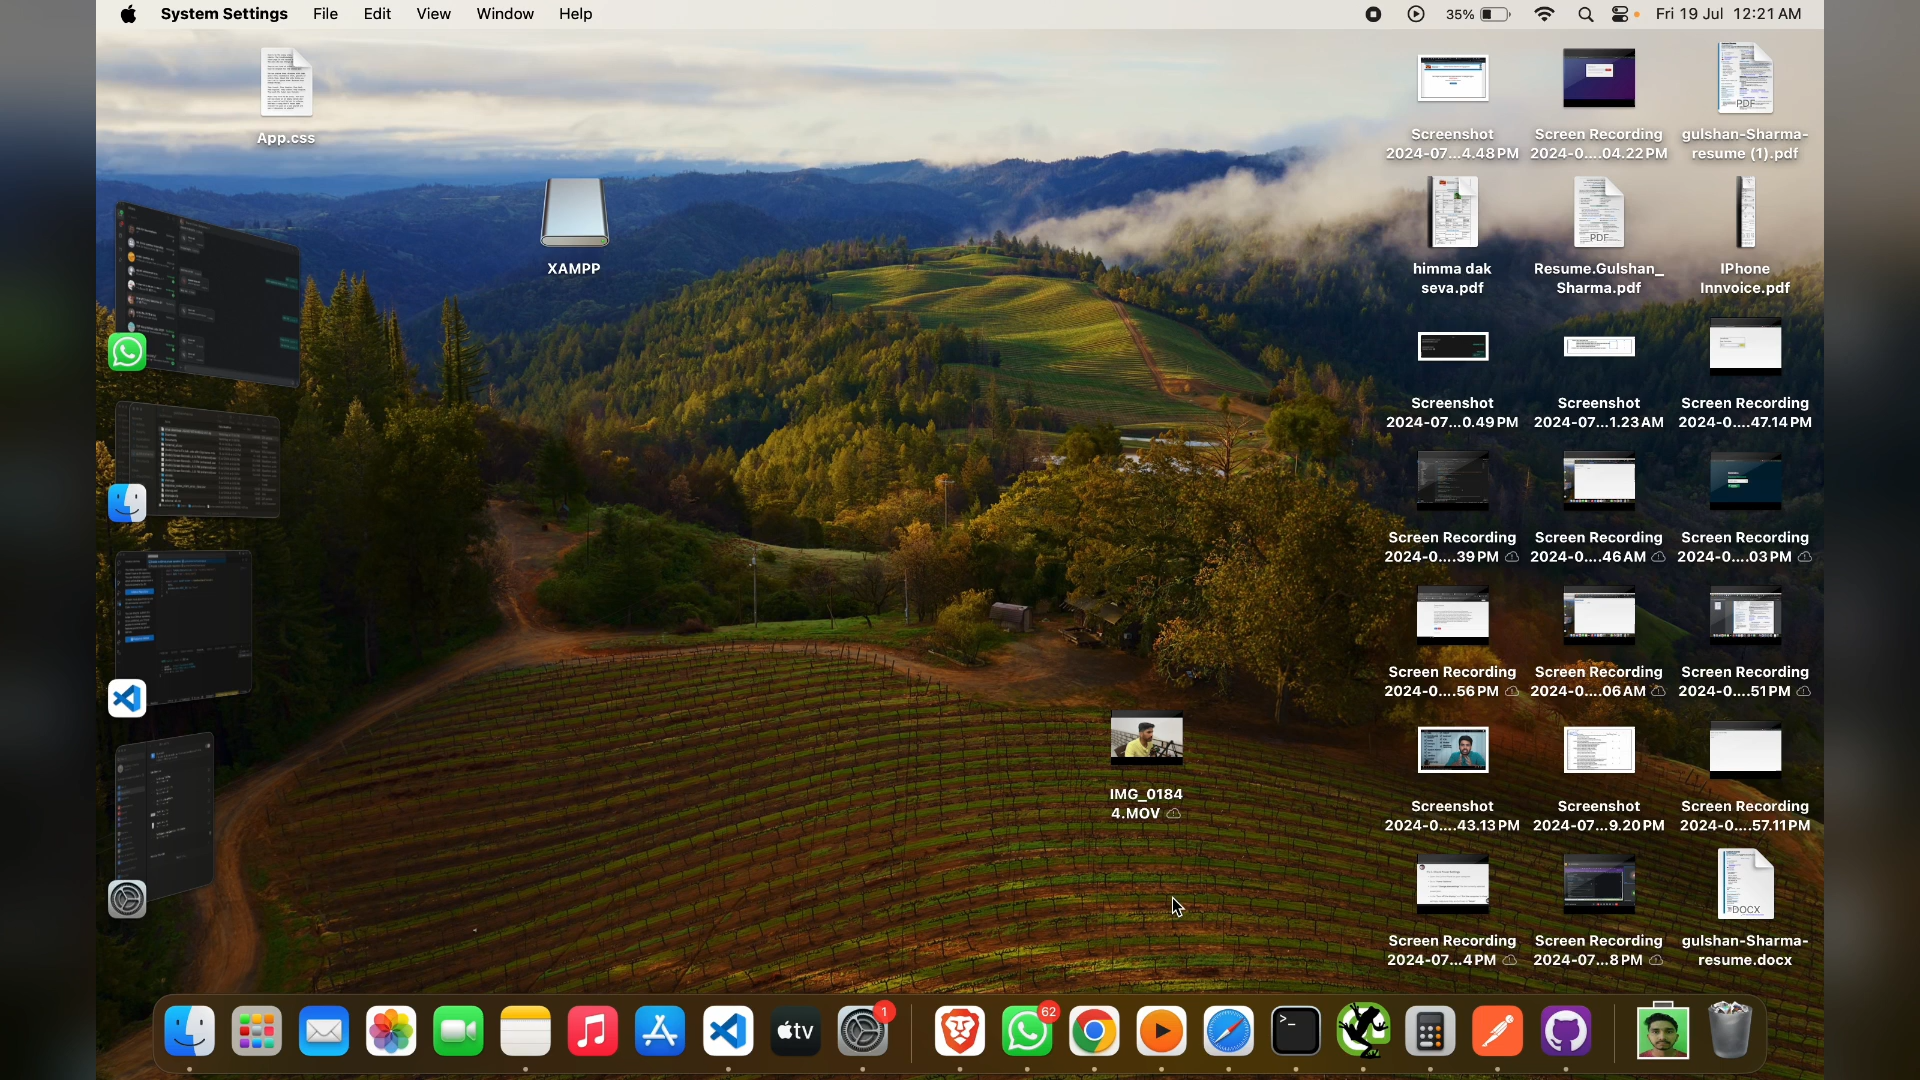 System Settings File Edit View Window Help 35% Fri 19 Jul 12:21 AM
App.css
Screenshot
2024-07...4.48 PM
Screen Recording
2024-0....04.22 PM
PDF
gulshan-Sharma-
resume (1).pdf
XAMPP
himma dak
seva.pdf
PDF
Resume.Gulshan_
Sharma.pdf
IPhone
Innvoice.pdf
Screenshot
2024-07...0.49 PM
Screenshot
2024-07...1.23 AM
Screen Recording
2024-0....47.14 PM
Screen Recording
2024-0....39 PM
Screen Recording
2024-0....46 AM
Screen Recording
2024-0....03 PM
Screen Recording
2024-0....56 PM
Screen Recording
2024-0....06 AM
Screen Recording
2024-0....51 PM
IMG_0184
4.MOV
Screenshot
2024-0....43.13 PM
Screenshot
2024-07...9.20 PM
Screen Recording
2024-0....57.11 PM
Screen Recording
2024-07...4 PM
Screen Recording
2024-07...8 PM
DOCX
gulshan-Sharma-
resume.docx
tv
1
62
>_